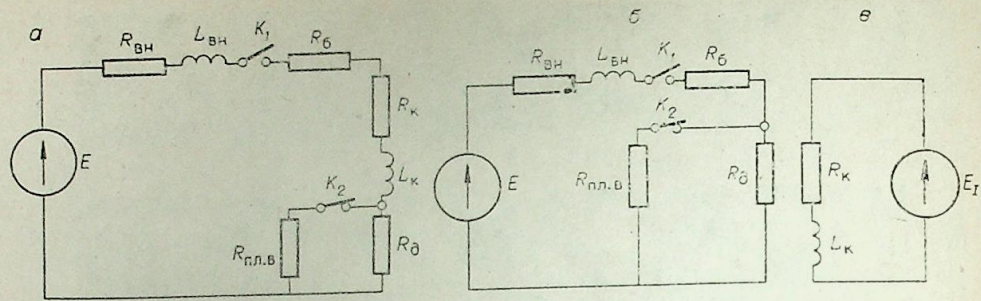 а
R_вн L_вн K_1 R_б
R_к
E
L_к
K_2
R_пл.в
R_д
б
R_вн L_вн K_1 R_б
K_2
E
R_пл.в
R_д
в
R_к
E_I
L_к